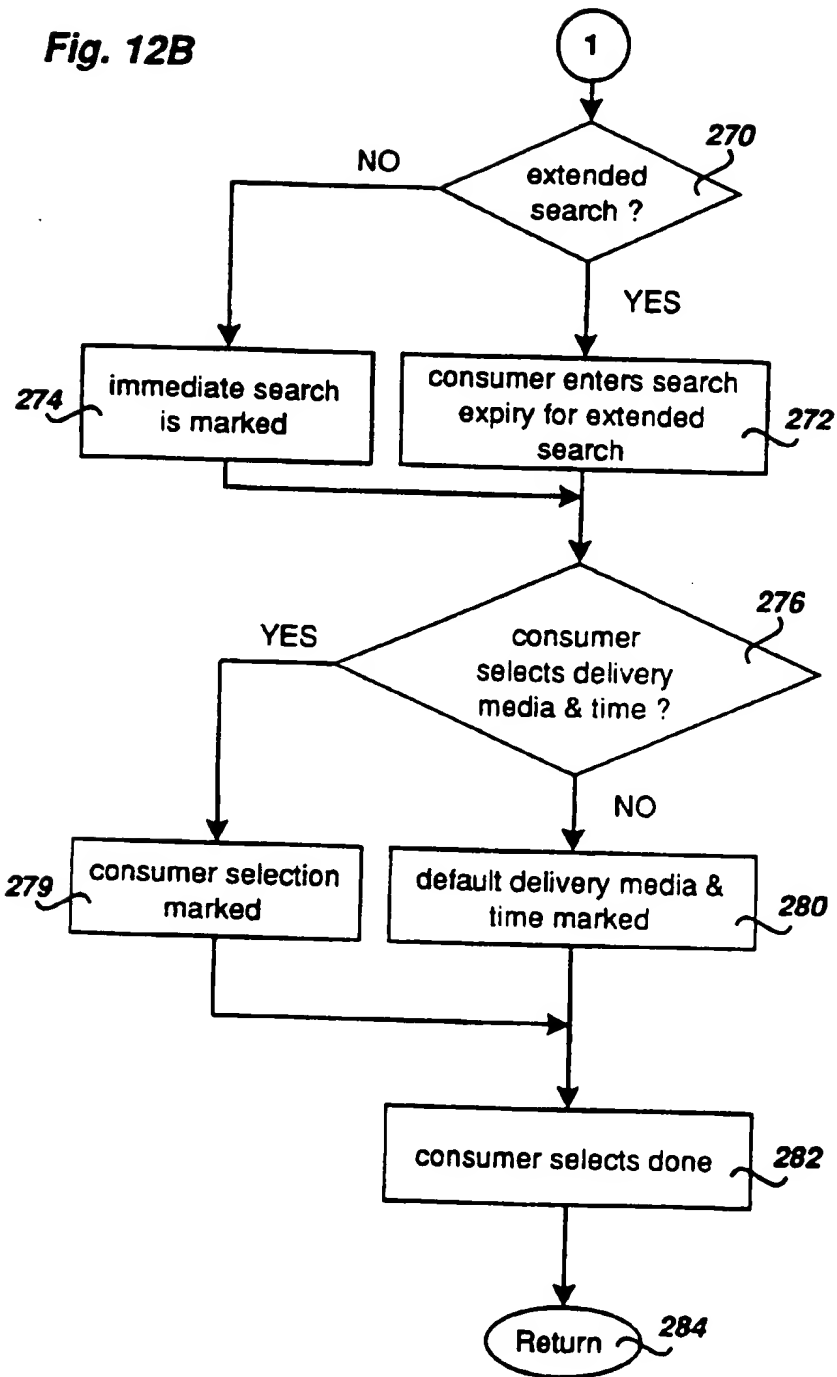 Fig. 12B
1
270
NO
extended
search ?
YES
274
immediate search
is marked
consumer enters search
expiry for extended
search
272
276
YES
consumer
selects delivery
media & time ?
NO
279
consumer selection
marked
default delivery media &
time marked
280
consumer selects done
282
Return
284